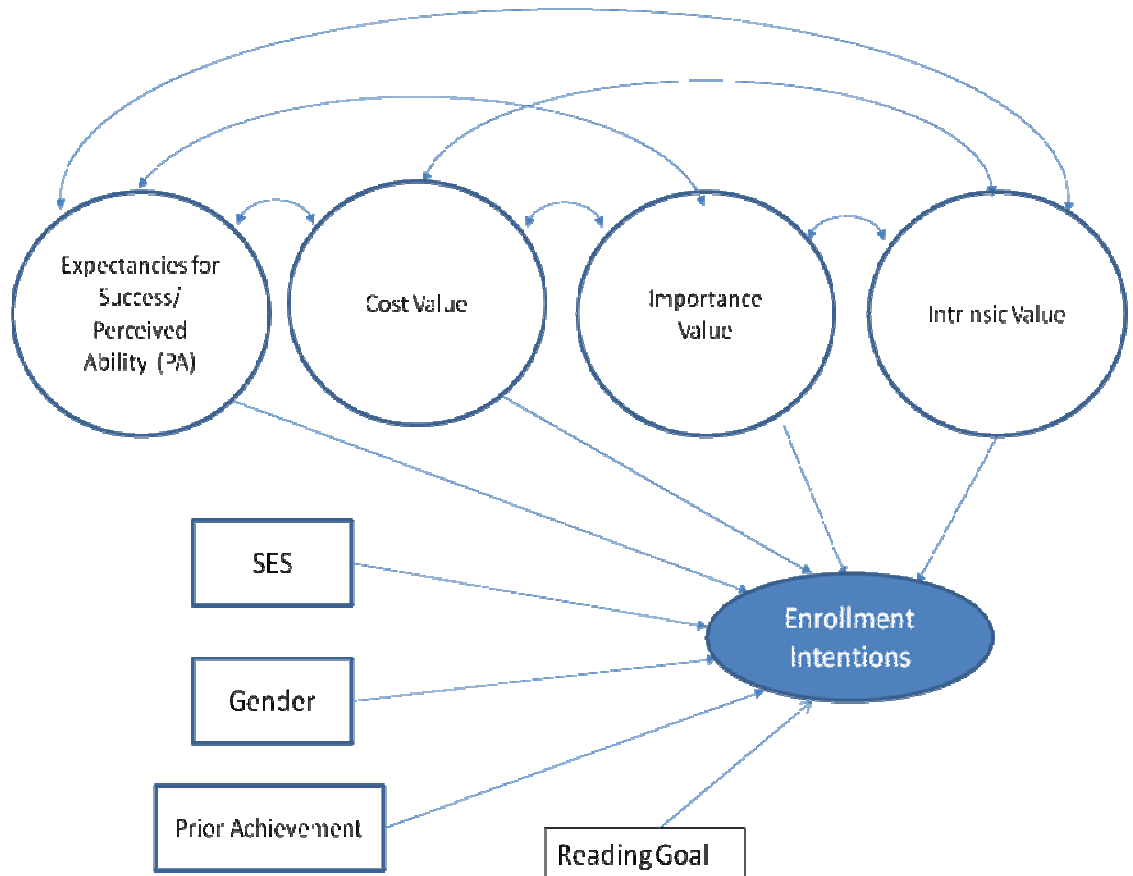 Expectancies for
Success/
Perceived
Ability (PA)
Cost Value
Importance
Value
Intrinsic Value
SES
Enrollment
Intentions
Gender
Prior Achievement
Reading Goal